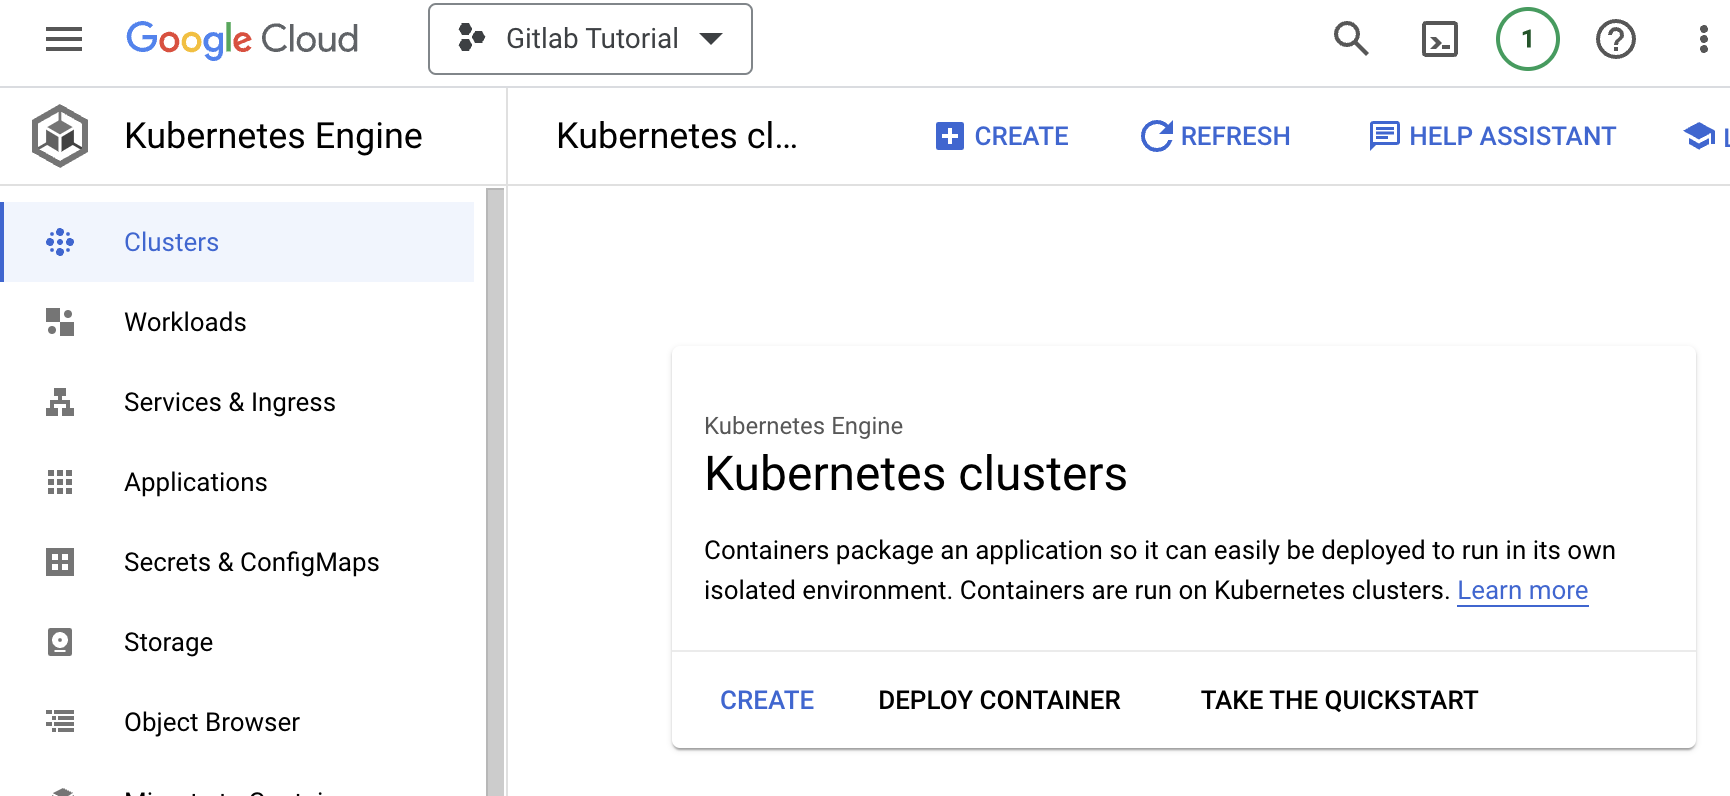 Google Cloud
Gitlab Tutorial
1
Kubernetes Engine
Kubernetes cl...
CREATE
REFRESH
HELP ASSISTANT
Clusters
Workloads
Services & Ingress
Applications
Secrets & ConfigMaps
Storage
Object Browser
Kubernetes Engine
Kubernetes clusters
Containers package an application so it can easily be deployed to run in its own
isolated environment. Containers are run on Kubernetes clusters. Learn more
CREATE
DEPLOY CONTAINER
TAKE THE QUICKSTART